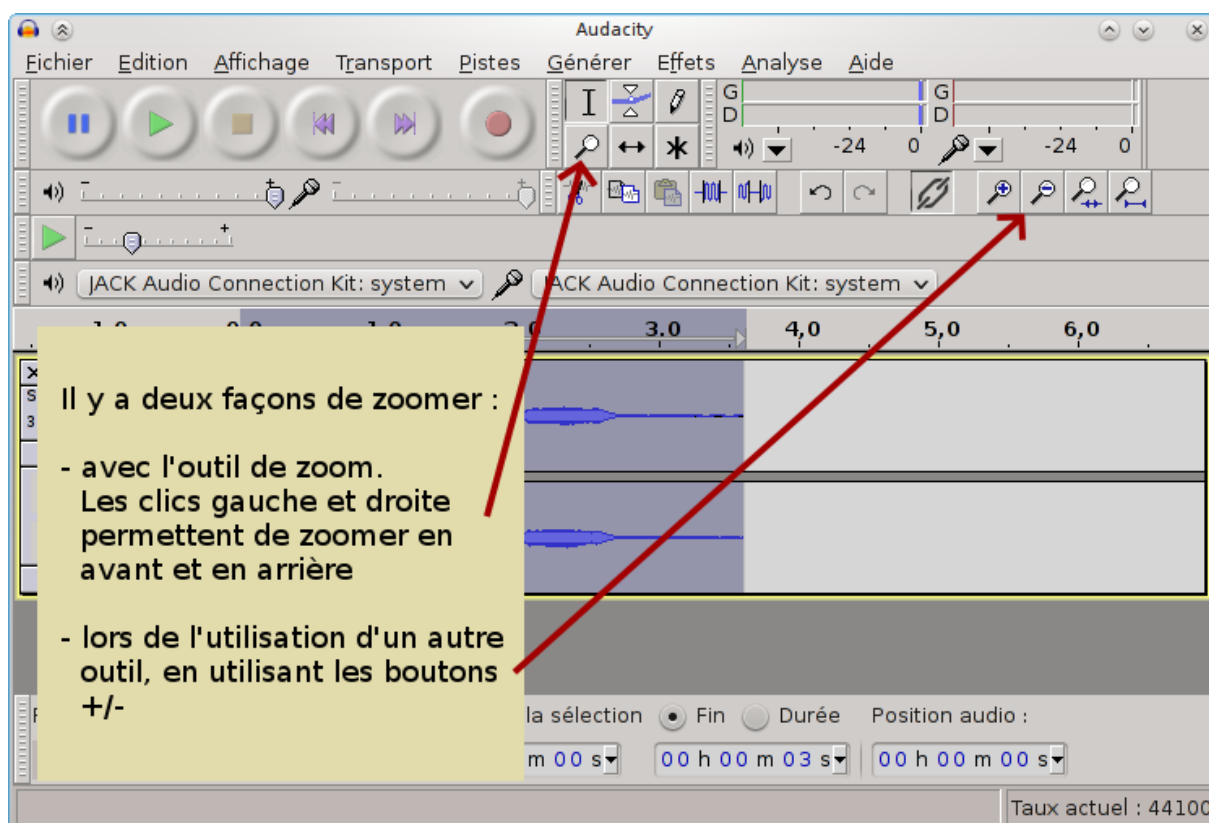 Audacity
Fichier Edition Affichage Transport Pistes Générer Effets Analyse Aide
G G
D D
-24 0 -24 0
- +
- +
- +
JACK Audio Connection Kit: system JACK Audio Connection Kit: system
1,0 2,0 3,0 4,0 5,0 6,0
Il y a deux façons de zoomer :
- avec l'outil de zoom.
Les clics gauche et droite
permettent de zoomer en
avant et en arrière
- lors de l'utilisation d'un autre
outil, en utilisant les boutons
+/-
la sélection Fin Durée Position audio :
m 00 s 00 h 00 m 03 s 00 h 00 m 00 s
Taux actuel : 44100